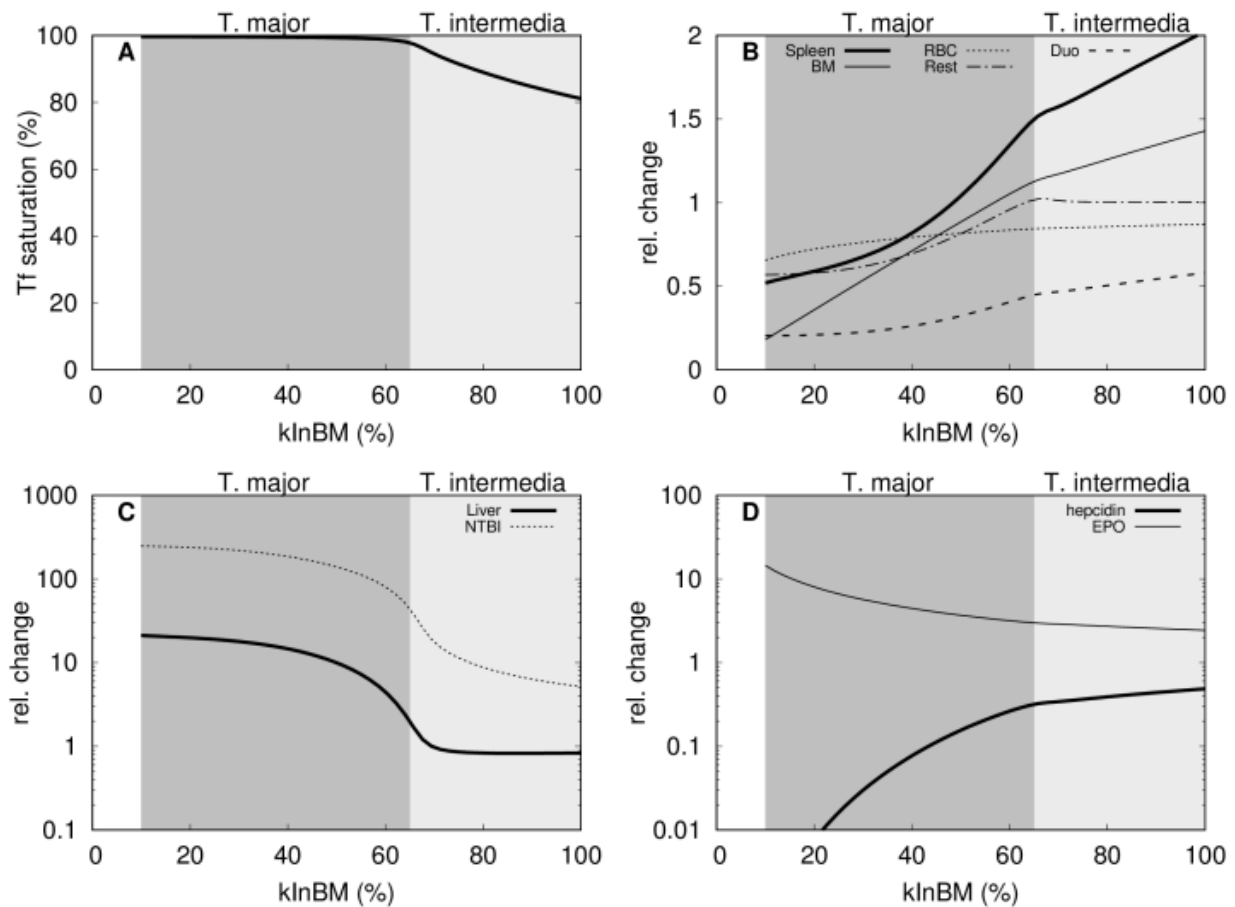 T. major T. intermedia
A
100
80
60
40
20
0
Tf saturation (%)
0 20 40 60 80 100
kInBM (%)
T. major T. intermedia
B
Spleen RBC Duo
BM Rest
2
1.5
1
0.5
0
rel. change
0 20 40 60 80 100
kInBM (%)
T. major T. intermedia
C
Liver
NTBI
1000
100
10
1
0.1
rel. change
0 20 40 60 80 100
kInBM (%)
T. major T. intermedia
D
hepcidin
EPO
100
10
1
0.1
0.01
rel. change
0 20 40 60 80 100
kInBM (%)